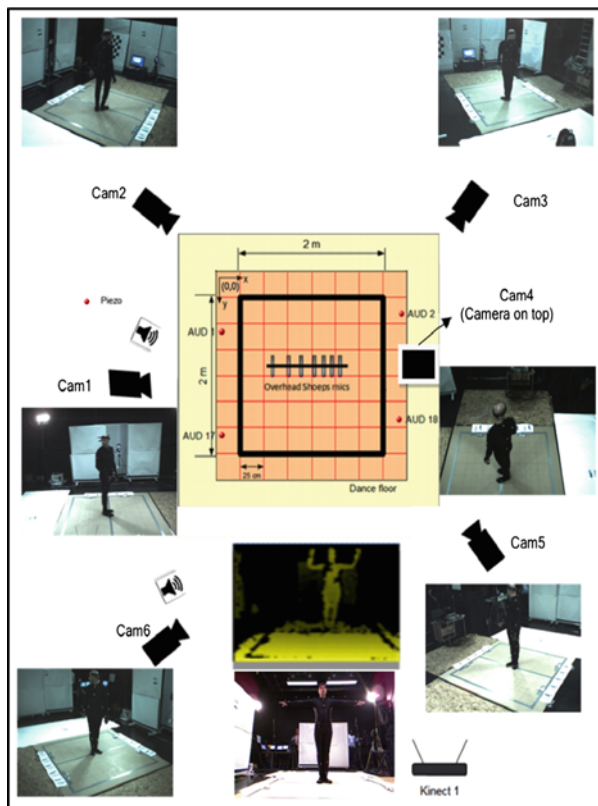 Cam2
Cam3
2 m
x
(0,0)
y
Piezo
Cam4
(Camera on top)
AUD 2
AUD 1
2 m
Cam1
Overhead Shoeps mics
AUD 18
AUD 17
25 cm
Dance floor
Cam5
Cam6
Kinect 1